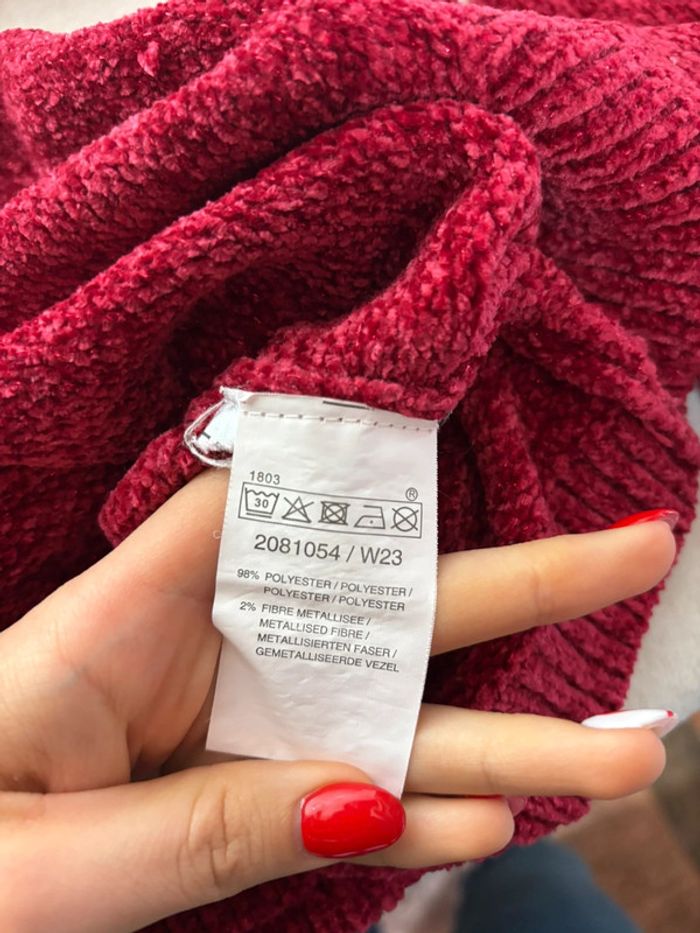 1803
®
30
2081054 / W23
98% POLYESTER / POLYESTER /
POLYESTER / POLYESTER
2% FIBRE METALLISEE /
METALLISED FIBRE /
METALLISIERTEN FASER /
GEMETALLISEERDE VEZEL